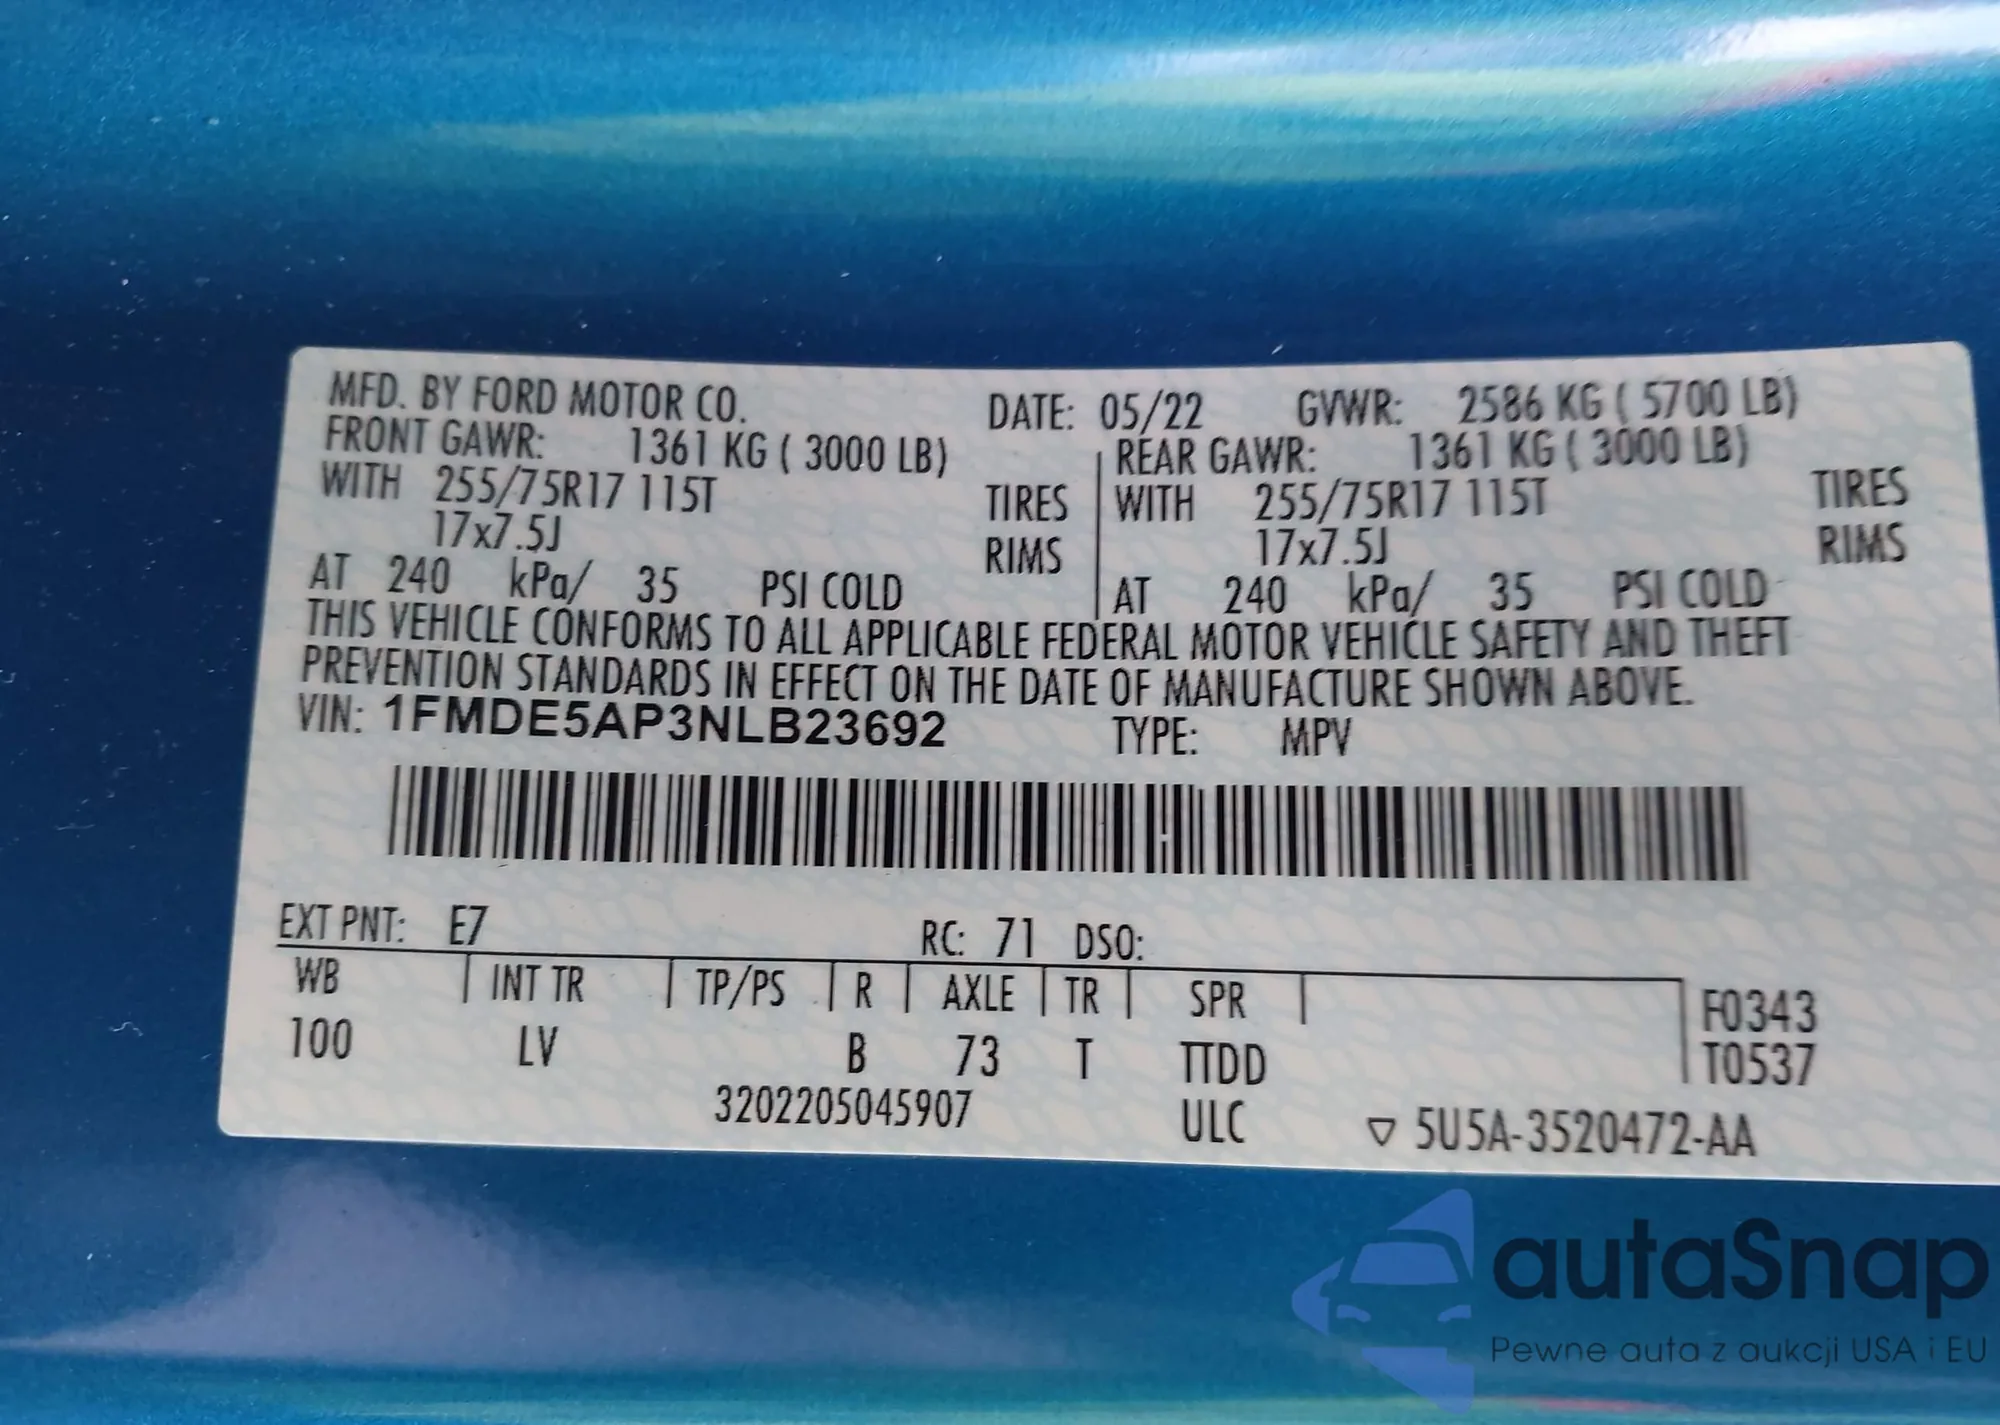 MFD. BY FORD MOTOR CO. DATE: 05/22 GVWR: 2586 KG ( 5700 LB)
FRONT GAWR: 1361 KG ( 3000 LB) REAR GAWR: 1361 KG ( 3000 LB)
WITH 255/75R17 115T TIRES WITH 255/75R17 115T TIRES
17x7.5J RIMS 17x7.5J RIMS
AT 240 kPa/ 35 PSI COLD AT 240 kPa/ 35 PSI COLD
THIS VEHICLE CONFORMS TO ALL APPLICABLE FEDERAL MOTOR VEHICLE SAFETY AND THEFT
PREVENTION STANDARDS IN EFFECT ON THE DATE OF MANUFACTURE SHOWN ABOVE.
VIN: 1FMDE5AP3NLB23692 TYPE: MPV
EXT PNT: E7 RC: 71 DSO:
WB INT TR TP/PS R AXLE TR SPR F0343
100 LV B 73 T TTDD T0537
3202205045907 ULC ▽ 5U5A-3520472-AA
autaSnap
Pewne auta z aukcji USA i EU